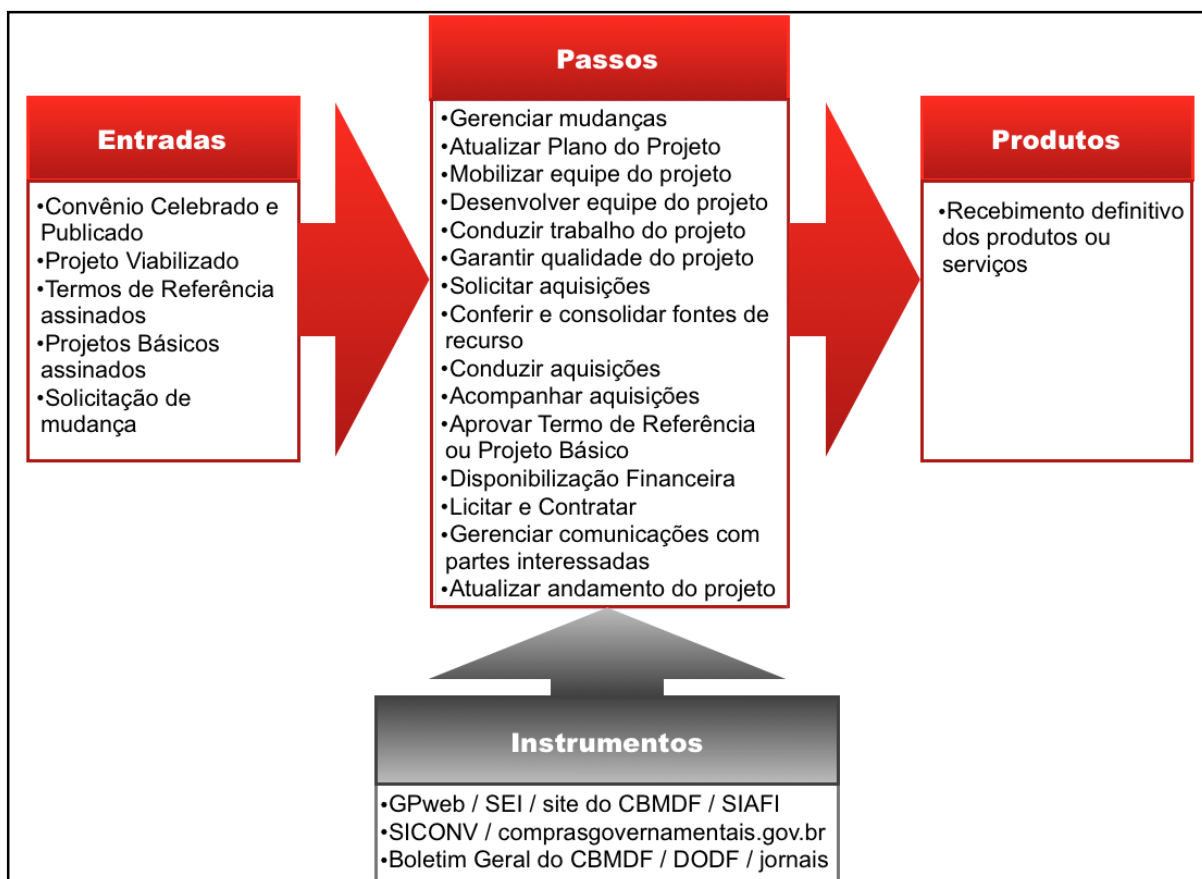 Entradas
•Convênio Celebrado e
Publicado
•Projeto Viabilizado
•Termos de Referência
assinados
•Projetos Básicos
assinados
•Solicitação de
mudança
Passos
•Gerenciar mudanças
•Atualizar Plano do Projeto
•Mobilizar equipe do projeto
•Desenvolver equipe do projeto
•Conduzir trabalho do projeto
•Garantir qualidade do projeto
•Solicitar aquisições
•Conferir e consolidar fontes de
recurso
•Conduzir aquisições
•Acompanhar aquisições
•Aprovar Termo de Referência
ou Projeto Básico
•Disponibilização Financeira
•Licitar e Contratar
•Gerenciar comunicações com
partes interessadas
•Atualizar andamento do projeto
Produtos
•Recebimento definitivo
dos produtos ou
serviços
Instrumentos
•GPweb / SEI / site do CBMDF / SIAFI
•SICONV / comprasgovernamentais.gov.br
•Boletim Geral do CBMDF / DODF / jornais